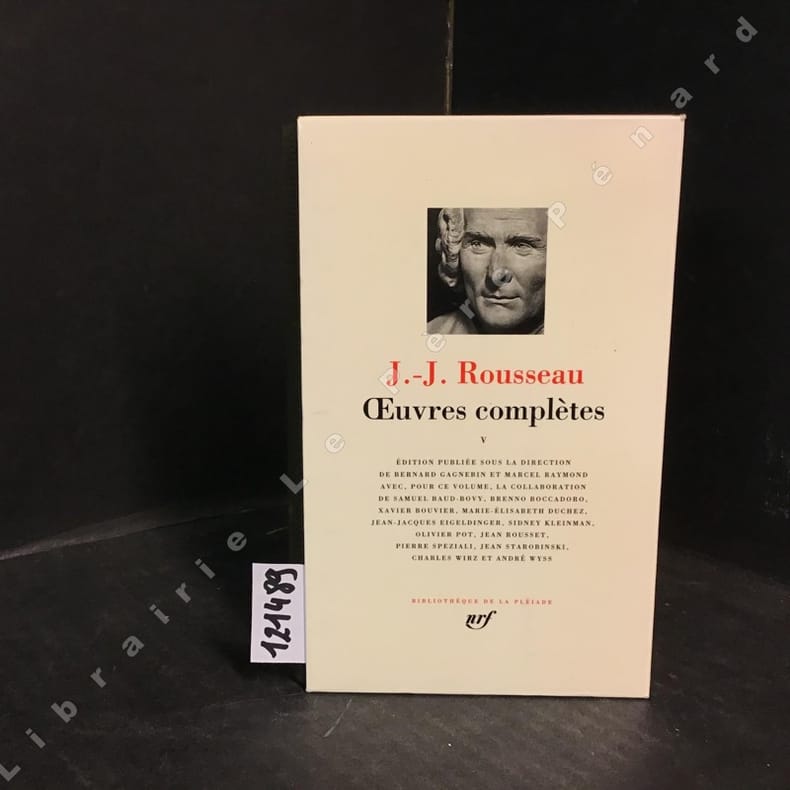 J.-J. Rousseau
Œuvres complètes
V
ÉDITION PUBLIÉE SOUS LA DIRECTION
DE BERNARD GAGNEBIN ET MARCEL RAYMOND
AVEC, POUR CE VOLUME, LA COLLABORATION
DE SAMUEL BAUD-BOVY, BRENNO BOCCADORO,
XAVIER BOUVIER, MARIE-ÉLISABETH DUCHEZ,
JEAN-JACQUES EIGELDINGER, SIDNEY KLEINMAN,
OLIVIER POT, JEAN ROUSSET,
PIERRE SPEZIALI, JEAN STAROBINSKI,
CHARLES WIRZ ET ANDRÉ WYSS
BIBLIOTHÈQUE DE LA PLÉIADE
nrf
121489
Librairie Le Père Pénard